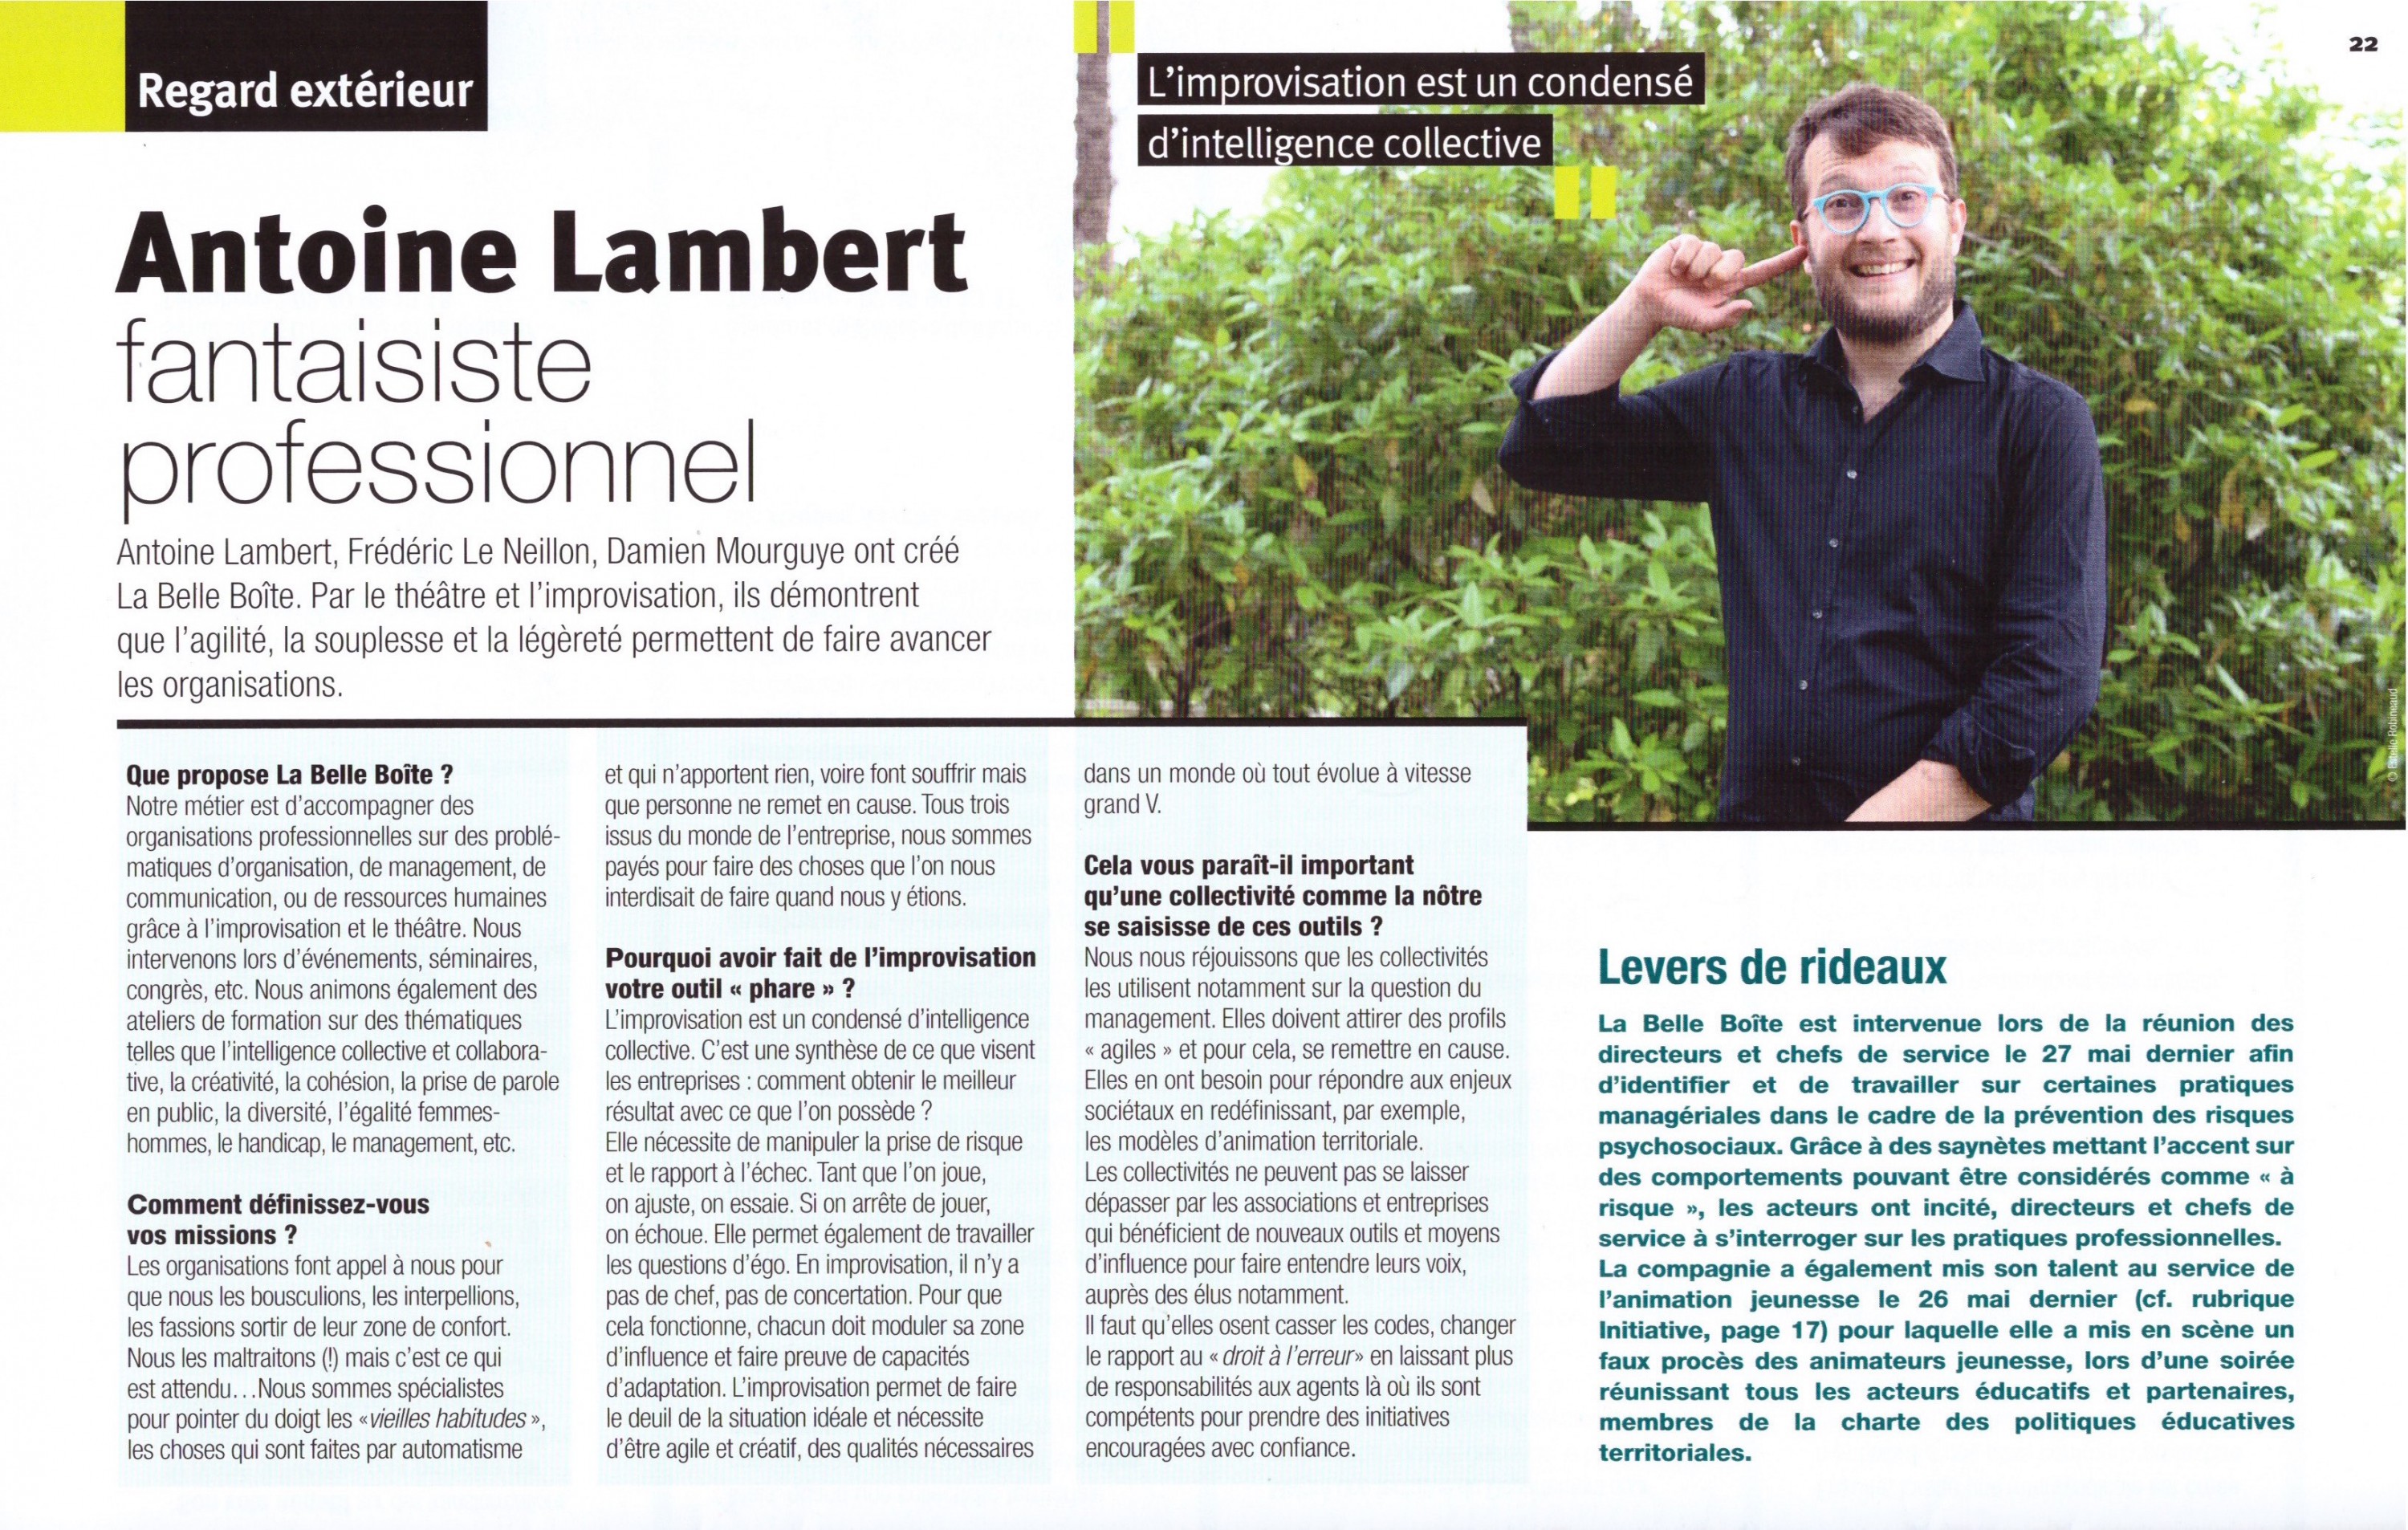 Regard extérieur
Antoine Lambert
fantaisiste
professionnel
Antoine Lambert, Frédéric Le Neillon, Damien Mourguye ont créé
La Belle Boîte. Par le théâtre et l'improvisation, ils démontrent
que l'agilité, la souplesse et la légèreté permettent de faire avancer
les organisations.
"
L'improvisation est un condensé
d'intelligence collective
"
22
© Estelle Robineaud
Que propose La Belle Boîte ?
Notre métier est d'accompagner des
organisations professionnelles sur des problé-
matiques d'organisation, de management, de
communication, ou de ressources humaines
grâce à l'improvisation et le théâtre. Nous
intervenons lors d'événements, séminaires,
congrès, etc. Nous animons également des
ateliers de formation sur des thématiques
telles que l'intelligence collective et collabora-
tive, la créativité, la cohésion, la prise de parole
en public, la diversité, l'égalité femmes-
hommes, le handicap, le management, etc.
Comment définissez-vous
vos missions ?
Les organisations font appel à nous pour
que nous les bousculions, les interpellions,
les fassions sortir de leur zone de confort.
Nous les maltraitons (!) mais c'est ce qui
est attendu…Nous sommes spécialistes
pour pointer du doigt les «vieilles habitudes»,
les choses qui sont faites par automatisme
et qui n'apportent rien, voire font souffrir mais
que personne ne remet en cause. Tous trois
issus du monde de l'entreprise, nous sommes
payés pour faire des choses que l'on nous
interdisait de faire quand nous y étions.
Pourquoi avoir fait de l'improvisation
votre outil « phare » ?
L'improvisation est un condensé d'intelligence
collective. C'est une synthèse de ce que visent
les entreprises : comment obtenir le meilleur
résultat avec ce que l'on possède ?
Elle nécessite de manipuler la prise de risque
et le rapport à l'échec. Tant que l'on joue,
on ajuste, on essaie. Si on arrête de jouer,
on échoue. Elle permet également de travailler
les questions d'égo. En improvisation, il n'y a
pas de chef, pas de concertation. Pour que
cela fonctionne, chacun doit moduler sa zone
d'influence et faire preuve de capacités
d'adaptation. L'improvisation permet de faire
le deuil de la situation idéale et nécessite
d'être agile et créatif, des qualités nécessaires
dans un monde où tout évolue à vitesse
grand V.
Cela vous paraît-il important
qu'une collectivité comme la nôtre
se saisisse de ces outils ?
Nous nous réjouissons que les collectivités
les utilisent notamment sur la question du
management. Elles doivent attirer des profils
« agiles » et pour cela, se remettre en cause.
Elles en ont besoin pour répondre aux enjeux
sociétaux en redéfinissant, par exemple,
les modèles d'animation territoriale.
Les collectivités ne peuvent pas se laisser
dépasser par les associations et entreprises
qui bénéficient de nouveaux outils et moyens
d'influence pour faire entendre leurs voix,
auprès des élus notamment.
Il faut qu'elles osent casser les codes, changer
le rapport au «droit à l'erreur» en laissant plus
de responsabilités aux agents là où ils sont
compétents pour prendre des initiatives
encouragées avec confiance.
Levers de rideaux
La Belle Boîte est intervenue lors de la réunion des
directeurs et chefs de service le 27 mai dernier afin
d'identifier et de travailler sur certaines pratiques
managériales dans le cadre de la prévention des risques
psychosociaux. Grâce à des saynètes mettant l'accent sur
des comportements pouvant être considérés comme « à
risque », les acteurs ont incité, directeurs et chefs de
service à s'interroger sur les pratiques professionnelles.
La compagnie a également mis son talent au service de
l'animation jeunesse le 26 mai dernier (cf. rubrique
Initiative, page 17) pour laquelle elle a mis en scène un
faux procès des animateurs jeunesse, lors d'une soirée
réunissant tous les acteurs éducatifs et partenaires,
membres de la charte des politiques éducatives
territoriales.